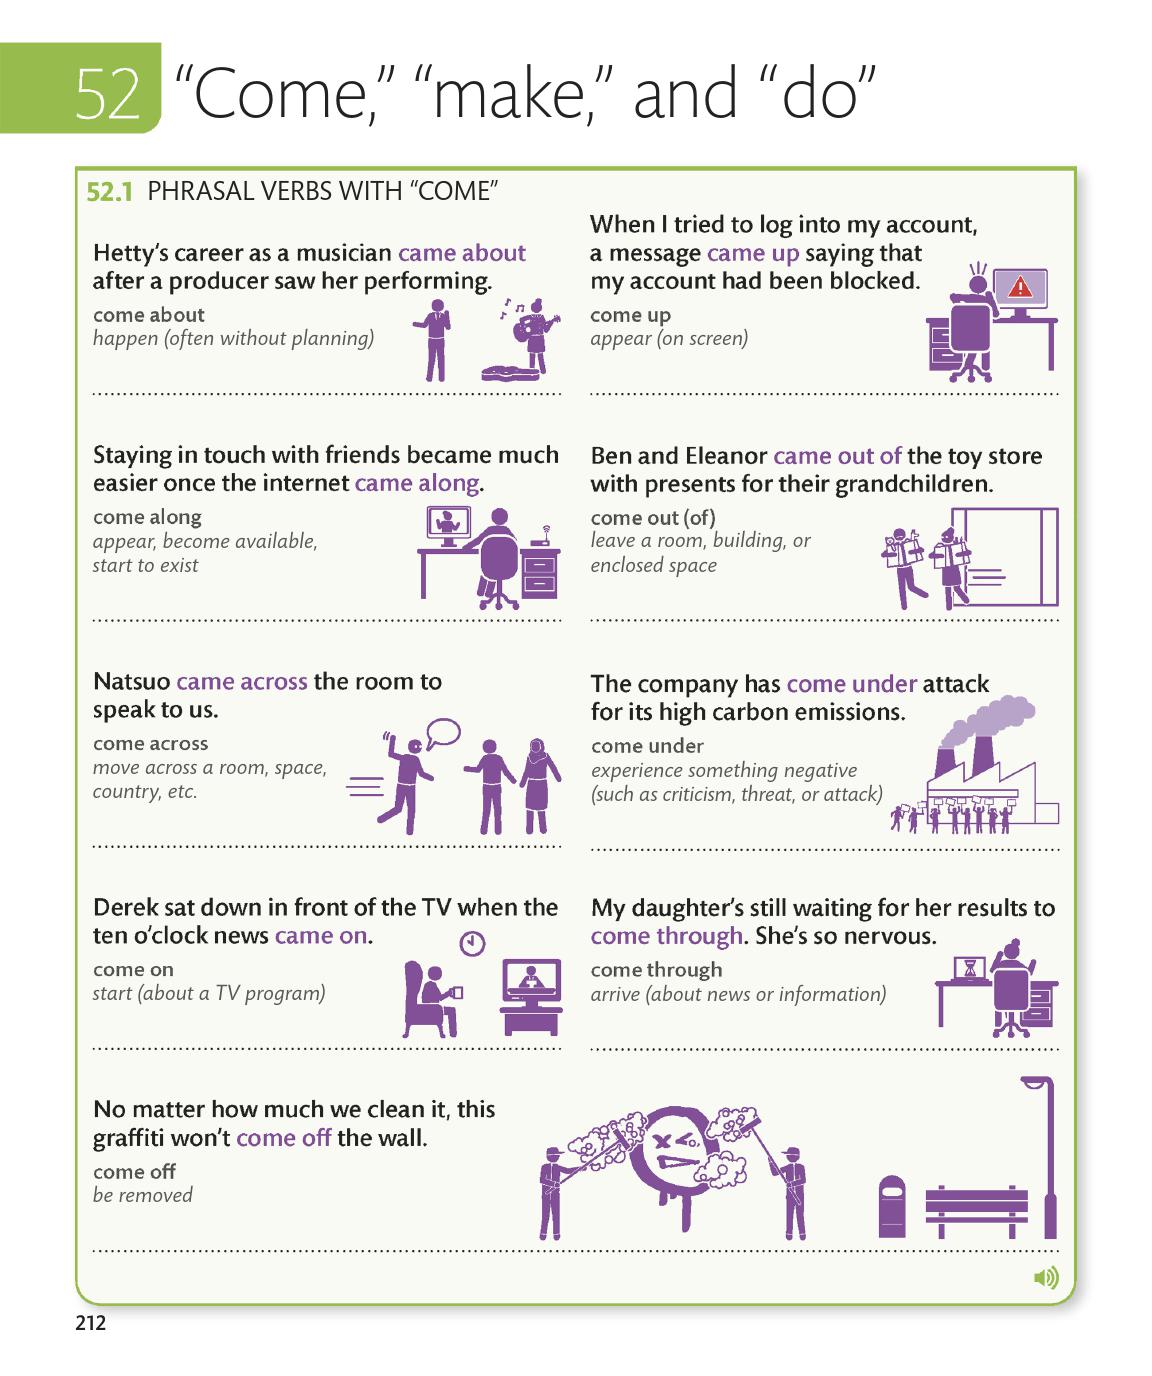 52 “Come,” “make,” and “do”
52.1 PHRASAL VERBS WITH “COME”
Hetty’s career as a musician came about
after a producer saw her performing.
come about
happen (often without planning)
When I tried to log into my account,
a message came up saying that
my account had been blocked.
come up
appear (on screen)
Staying in touch with friends became much
easier once the internet came along.
come along
appear, become available,
start to exist
Ben and Eleanor came out of the toy store
with presents for their grandchildren.
come out (of)
leave a room, building, or
enclosed space
Natsuo came across the room to
speak to us.
come across
move across a room, space,
country, etc.
The company has come under attack
for its high carbon emissions.
come under
experience something negative
(such as criticism, threat, or attack)
Derek sat down in front of the TV when the
ten o’clock news came on.
come on
start (about a TV program)
My daughter’s still waiting for her results to
come through. She’s so nervous.
come through
arrive (about news or information)
No matter how much we clean it, this
graffiti won’t come off the wall.
come off
be removed
212